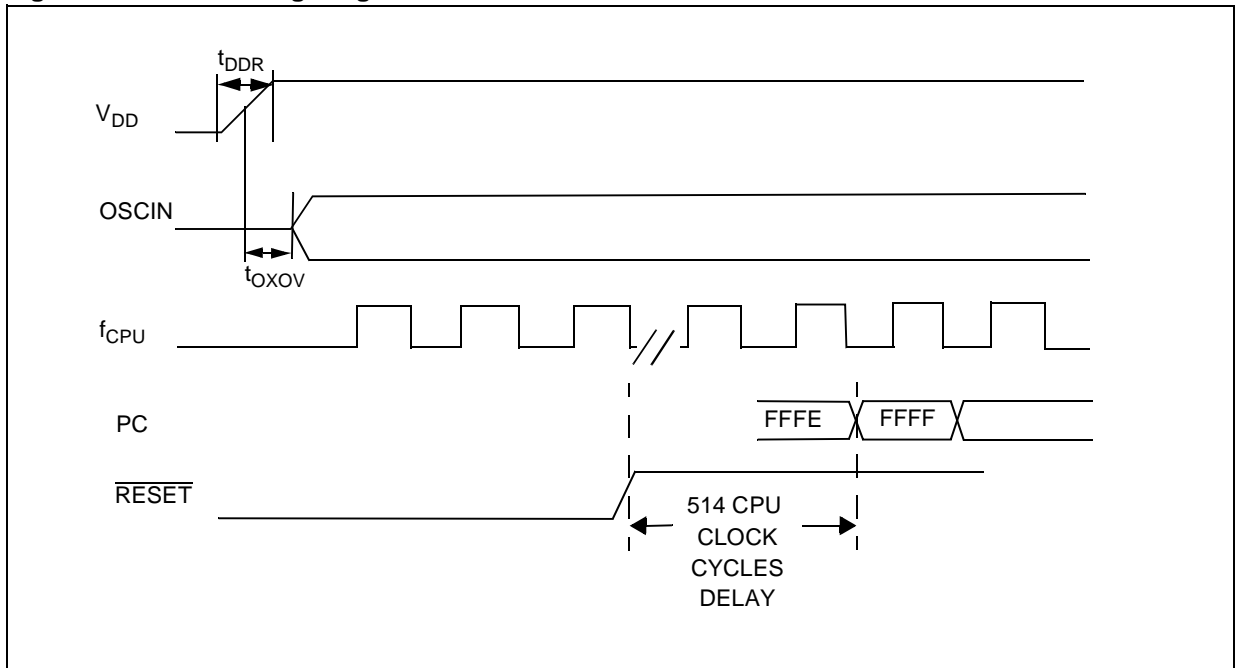 tDDR
VDD
OSCIN
tOXOV
fCPU
PC
FFFE
FFFF
RESET
514 CPU
CLOCK
CYCLES
DELAY